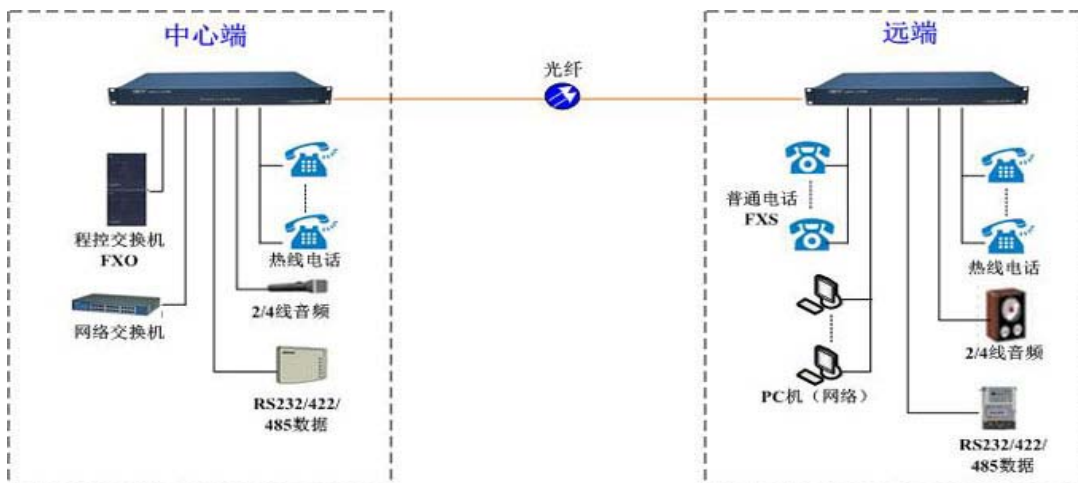 中心端
远端
光纤
程控交换机
FXO
热线电话
网络交换机
2/4线音频
RS232/422/
485数据
普通电话
FXS
热线电话
PC机（网络）
2/4线音频
RS232/422/
485数据